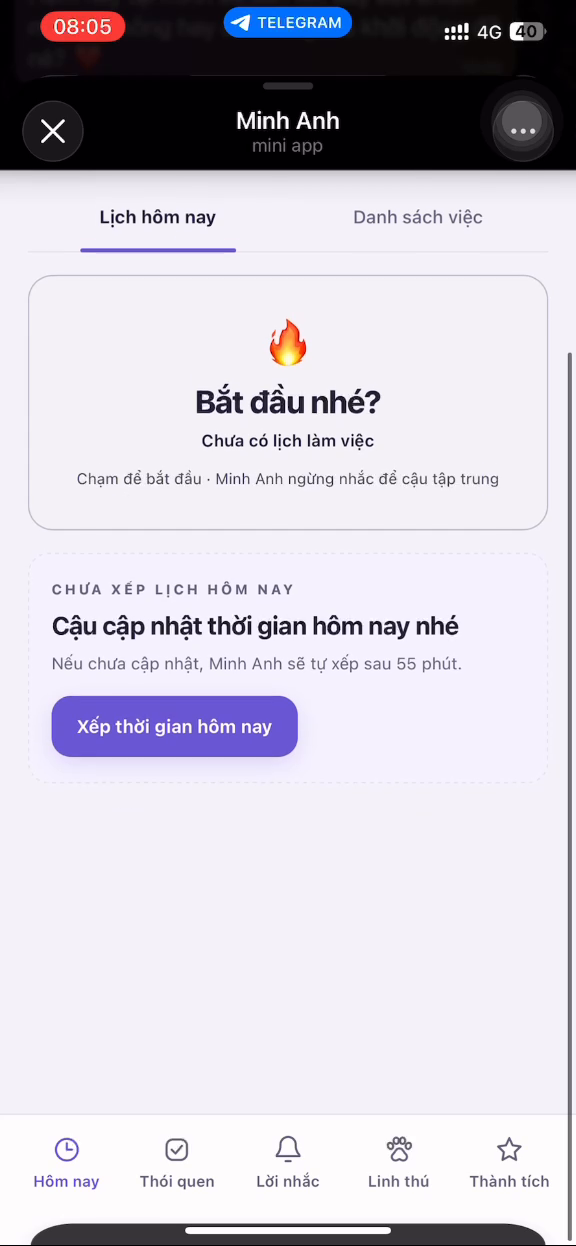 08:05
TELEGRAM
4G
40
Minh Anh
mini app
Lịch hôm nay
Danh sách việc
Bắt đầu nhé?
Chưa có lịch làm việc
Chạm để bắt đầu · Minh Anh ngừng nhắc để cậu tập trung
CHƯA XẾP LỊCH HÔM NAY
Cậu cập nhật thời gian hôm nay nhé
Nếu chưa cập nhật, Minh Anh sẽ tự xếp sau 55 phút.
Xếp thời gian hôm nay
Hôm nay
Thói quen
Lời nhắc
Linh thú
Thành tích